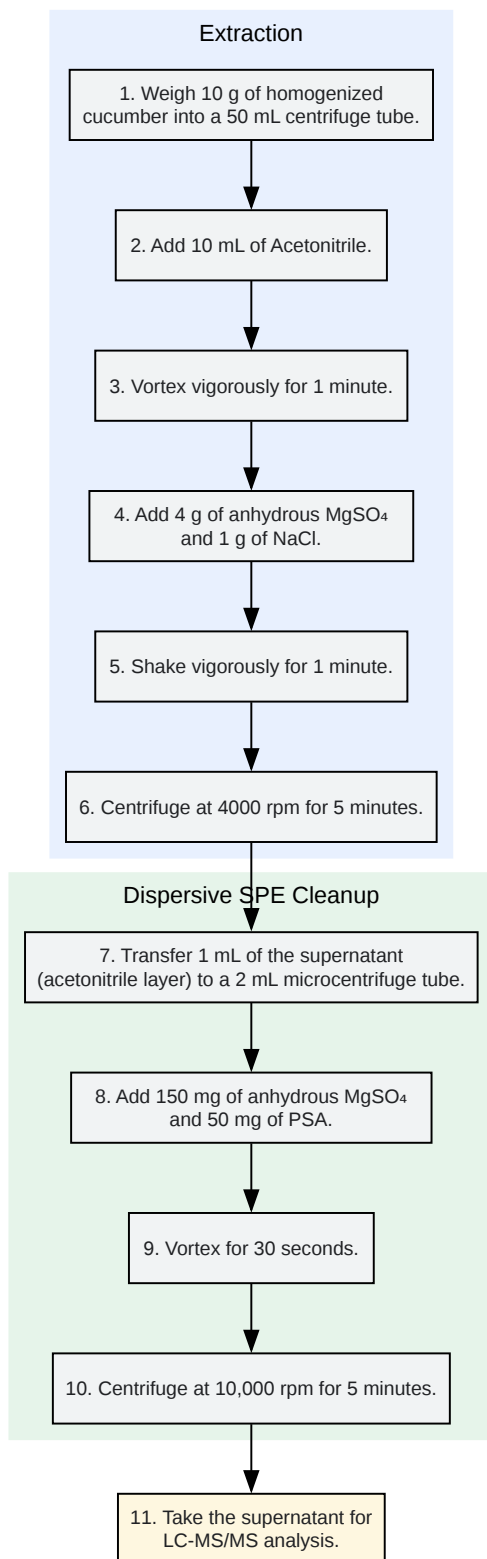 Extraction
1. Weigh 10 g of homogenized
cucumber into a 50 mL centrifuge tube.
2. Add 10 mL of Acetonitrile.
3. Vortex vigorously for 1 minute.
4. Add 4 g of anhydrous MgSO₄
and 1 g of NaCl.
5. Shake vigorously for 1 minute.
6. Centrifuge at 4000 rpm for 5 minutes.
Dispersive SPE Cleanup
7. Transfer 1 mL of the supernatant
(acetonitrile layer) to a 2 mL microcentrifuge tube.
8. Add 150 mg of anhydrous MgSO₄
and 50 mg of PSA.
9. Vortex for 30 seconds.
10. Centrifuge at 10,000 rpm for 5 minutes.
11. Take the supernatant for
LC-MS/MS analysis.